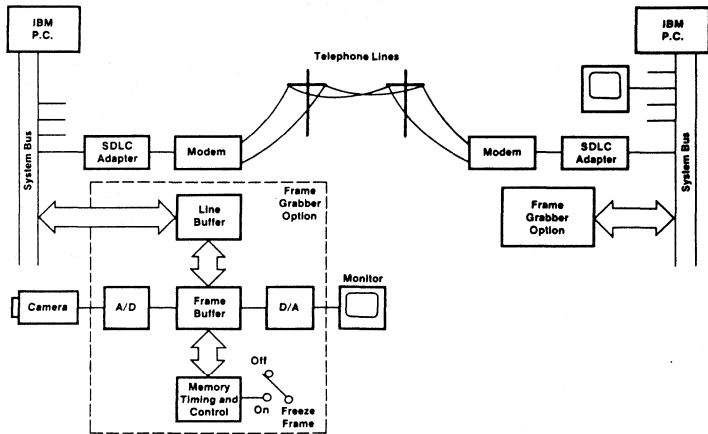 IBM
P.C.
IBM
P.C.
Telephone Lines
System Bus
SDLC
Adapter
Modem
Modem
SDLC
Adapter
System Bus
Frame
Grabber
Option
Line
Buffer
Frame
Grabber
Option
Monitor
Camera
A/D
Frame
Buffer
D/A
Off
Memory
Timing and
Control
On
Freeze
Frame